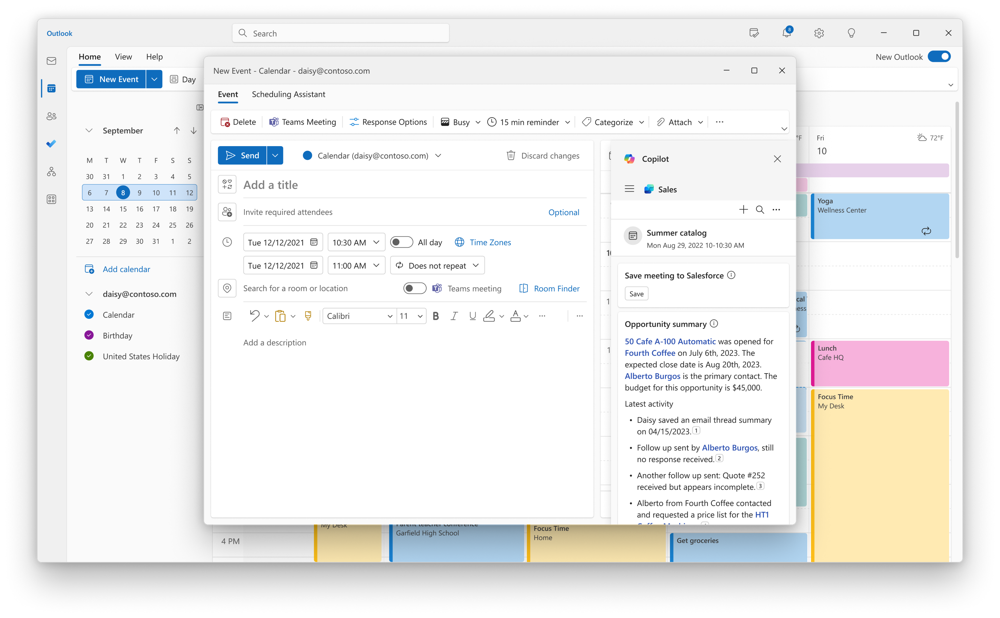 Outlook
Search
8
Home View Help
New Outlook
New Event
Day
September
M T W T F S S
30 31 1 2 3 4 5
6 7 8 9 10 11 12
13 14 15 16 17 18 19
20 21 22 23 24 25 26
27 28 29 30 31 1 2
Add calendar
daisy@contoso.com
Calendar
Birthday
United States Holiday
New Event - Calendar - daisy@contoso.com
Event Scheduling Assistant
Delete Teams Meeting Response Options Busy 15 min reminder Categorize Attach ...
Send Calendar (daisy@contoso.com) Discard changes
Add a title
Invite required attendees Optional
Tue 12/12/2021 10:30 AM All day Time Zones
Tue 12/12/2021 11:00 AM Does not repeat
Search for a room or location Teams meeting Room Finder
Calibri 11 B I U A ... ...
Add a description
Copilot
Sales
Summer catalog
Mon Aug 29, 2022 10-10:30 AM
Save meeting to Salesforce
Save
Opportunity summary
50 Cafe A-100 Automatic was opened for
Fourth Coffee on July 6th, 2023. The
expected close date is Aug 20th, 2023.
Alberto Burgos is the primary contact. The
budget for this opportunity is $45,000.
Latest activity
• Daisy saved an email thread summary
on 04/15/2023. 1
• Follow up sent by Alberto Burgos, still
no response received. 2
• Another follow up sent: Quote #252
received but appears incomplete. 3
• Alberto from Fourth Coffee contacted
and requested a price list for the HT1
°F
Fri
10
72°F
Yoga
Wellness Center
Lunch
Cafe HQ
Focus Time
My Desk
4 PM
My Desk
Parent teacher conference
Garfield High School
Focus Time
Home
Get groceries